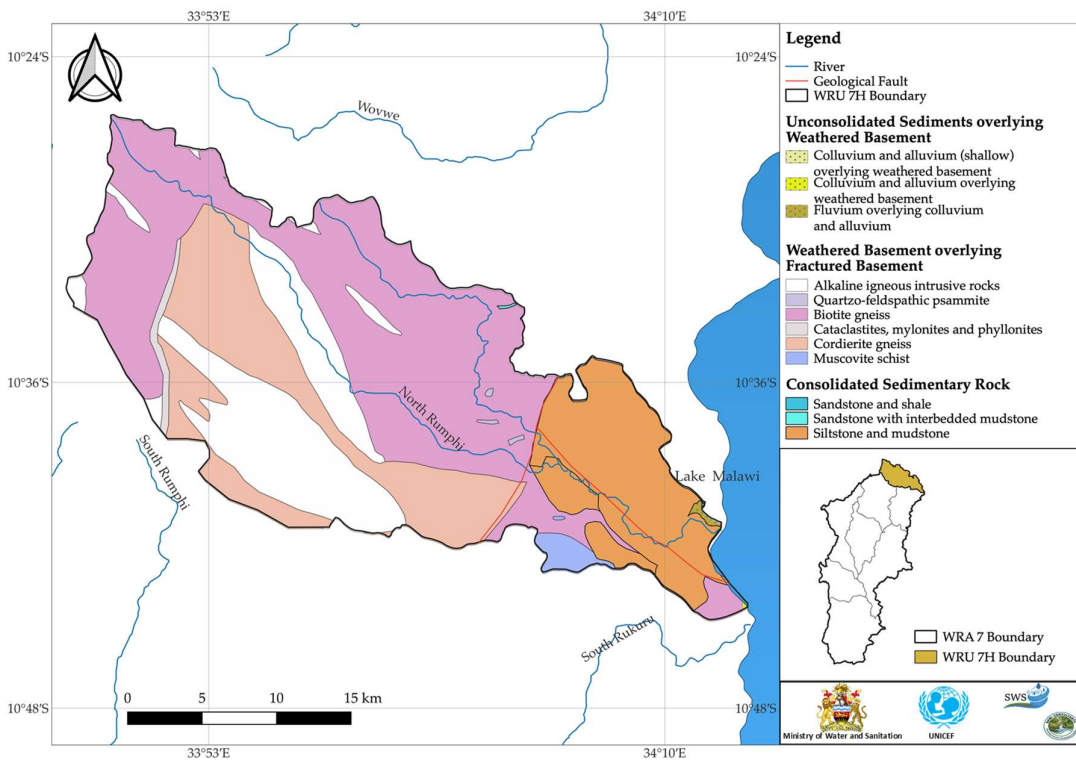 33°53′E
34°10′E
10°24′S
10°24′S
Wovwe
10°36′S
10°36′S
North Rumphi
South Rumphi
Lake Malawi
South Rukuru
0 5 10 15 km
10°48′S
10°48′S
33°53′E
34°10′E
Legend
River
Geological Fault
WRU 7H Boundary
Unconsolidated Sediments overlying
Weathered Basement
Colluvium and alluvium (shallow)
overlying weathered basement
Colluvium and alluvium overlying
weathered basement
Fluvium overlying colluvium
and alluvium
Weathered Basement overlying
Fractured Basement
Alkaline igneous intrusive rocks
Quartzo-feldspathic psammite
Biotite gneiss
Cataclastites, mylonites and phyllonites
Cordierite gneiss
Muscovite schist
Consolidated Sedimentary Rock
Sandstone and shale
Sandstone with interbedded mudstone
Siltstone and mudstone
WRA 7 Boundary
WRU 7H Boundary
Ministry of Water and Sanitation
UNICEF
SWS